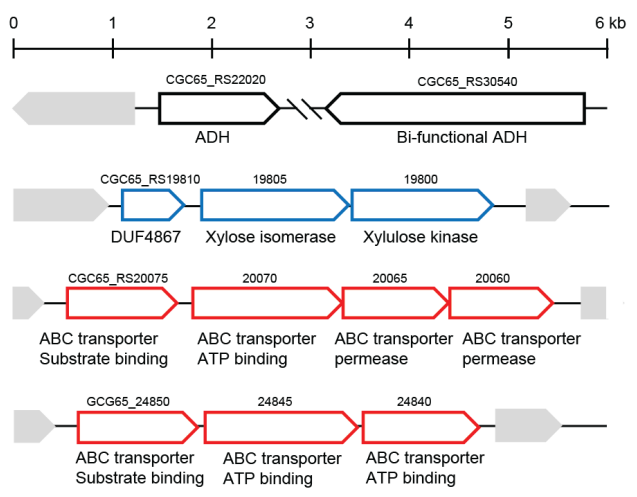 0 1 2 3 4 5 6 kb
CGC65_RS22020 CGC65_RS30540
ADH Bi-functional ADH
CGC65_RS19810 19805 19800
DUF4867 Xylose isomerase Xylulose kinase
CGC65_RS20075 20070 20065 20060
ABC transporter ABC transporter ABC transporter ABC transporter
Substrate binding ATP binding permease permease
GCG65_24850 24845 24840
ABC transporter ABC transporter ABC transporter
Substrate binding ATP binding ATP binding